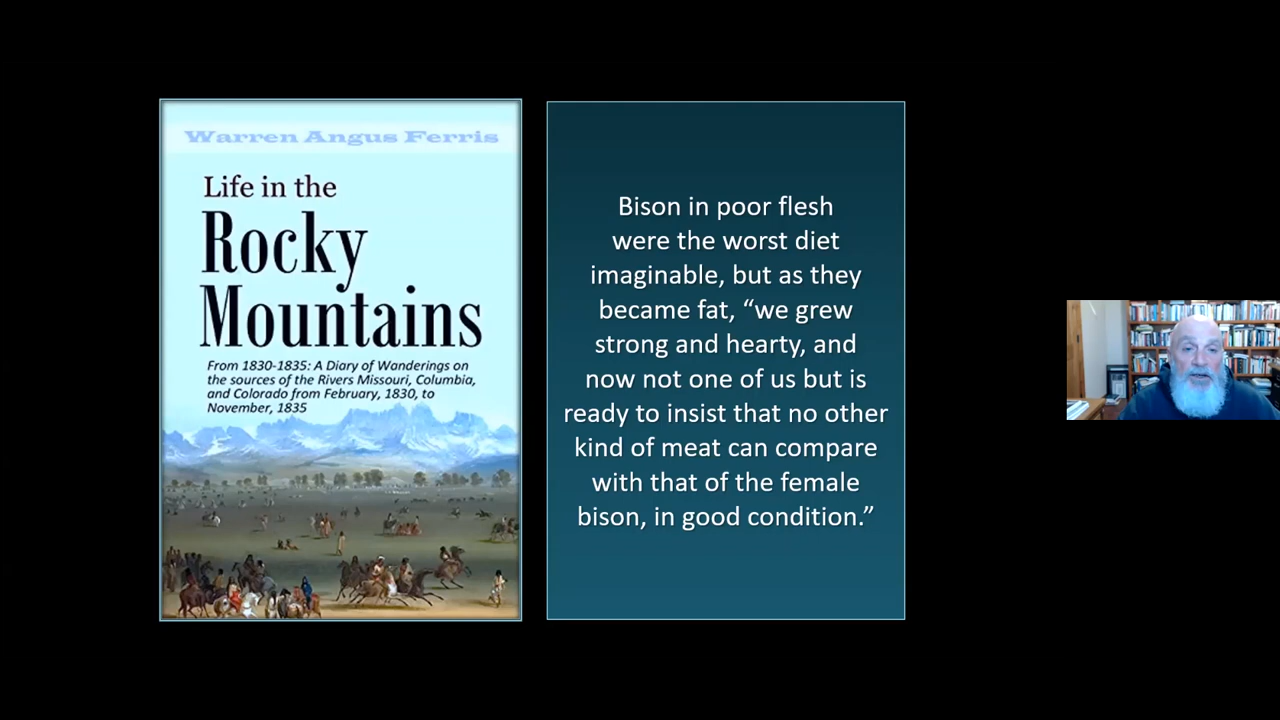 Warren Angus Ferris
Life in the
Rocky
Mountains
From 1830-1835: A Diary of Wanderings on
the sources of the Rivers Missouri, Columbia,
and Colorado from February, 1830, to
November, 1835
Bison in poor flesh
were the worst diet
imaginable, but as they
became fat, “we grew
strong and hearty, and
now not one of us but is
ready to insist that no other
kind of meat can compare
with that of the female
bison, in good condition.”